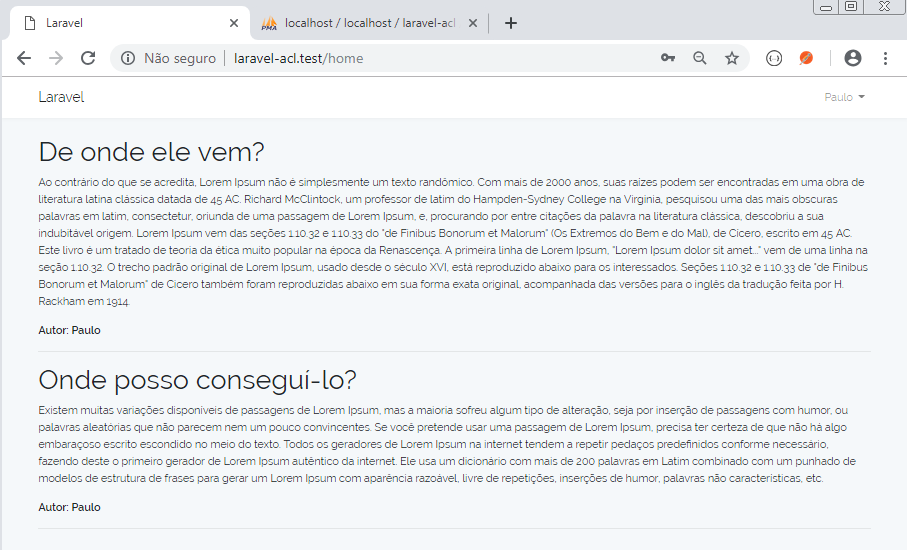 Laravel
localhost / localhost / laravel-acl
Não seguro
laravel-acl.test/home
Laravel
Paulo
De onde ele vem?
Ao contrário do que se acredita, Lorem Ipsum não é simplesmente um texto randômico. Com mais de 2000 anos, suas raízes podem ser encontradas em uma obra de
literatura latina clássica datada de 45 AC. Richard McClintock, um professor de latim do Hampden-Sydney College na Virginia, pesquisou uma das mais obscuras
palavras em latim, consectetur, oriunda de uma passagem de Lorem Ipsum, e, procurando por entre citações da palavra na literatura clássica, descobriu a sua
indubitável origem. Lorem Ipsum vem das seções 1.10.32 e 1.10.33 do "de Finibus Bonorum et Malorum" (Os Extremos do Bem e do Mal), de Cícero, escrito em 45 AC.
Este livro é um tratado de teoria da ética muito popular na época da Renascença. A primeira linha de Lorem Ipsum, "Lorem Ipsum dolor sit amet..." vem de uma linha na
seção 1.10.32. O trecho padrão original de Lorem Ipsum, usado desde o século XVI, está reproduzido abaixo para os interessados. Seções 1.10.32 e 1.10.33 de "de Finibus
Bonorum et Malorum" de Cicero também foram reproduzidas abaixo em sua forma exata original, acompanhada das versões para o inglês da tradução feita por H.
Rackham em 1914.
Autor: Paulo
Onde posso conseguí-lo?
Existem muitas variações disponíveis de passagens de Lorem Ipsum, mas a maioria sofreu algum tipo de alteração, seja por inserção de passagens com humor, ou
palavras aleatórias que não parecem nem um pouco convincentes. Se você pretende usar uma passagem de Lorem Ipsum, precisa ter certeza de que não há algo
embaraçoso escrito escondido no meio do texto. Todos os geradores de Lorem Ipsum na internet tendem a repetir pedaços predefinidos conforme necessário,
fazendo deste o primeiro gerador de Lorem Ipsum autêntico da internet. Ele usa um dicionário com mais de 200 palavras em Latim combinado com um punhado de
modelos de estrutura de frases para gerar um Lorem Ipsum com aparência razoável, livre de repetições, inserções de humor, palavras não características, etc.
Autor: Paulo